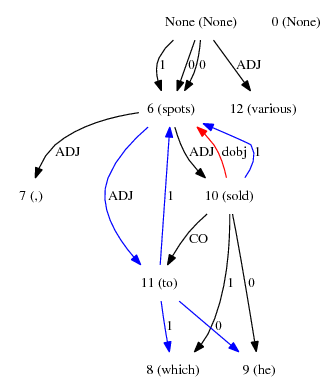 None (None) 0 (None)
1 0 0 ADJ
6 (spots) 12 (various)
ADJ ADJ dobj 1
7 (,) ADJ 1 10 (sold)
CO
11 (to) 1 0
1 0
8 (which) 9 (he)